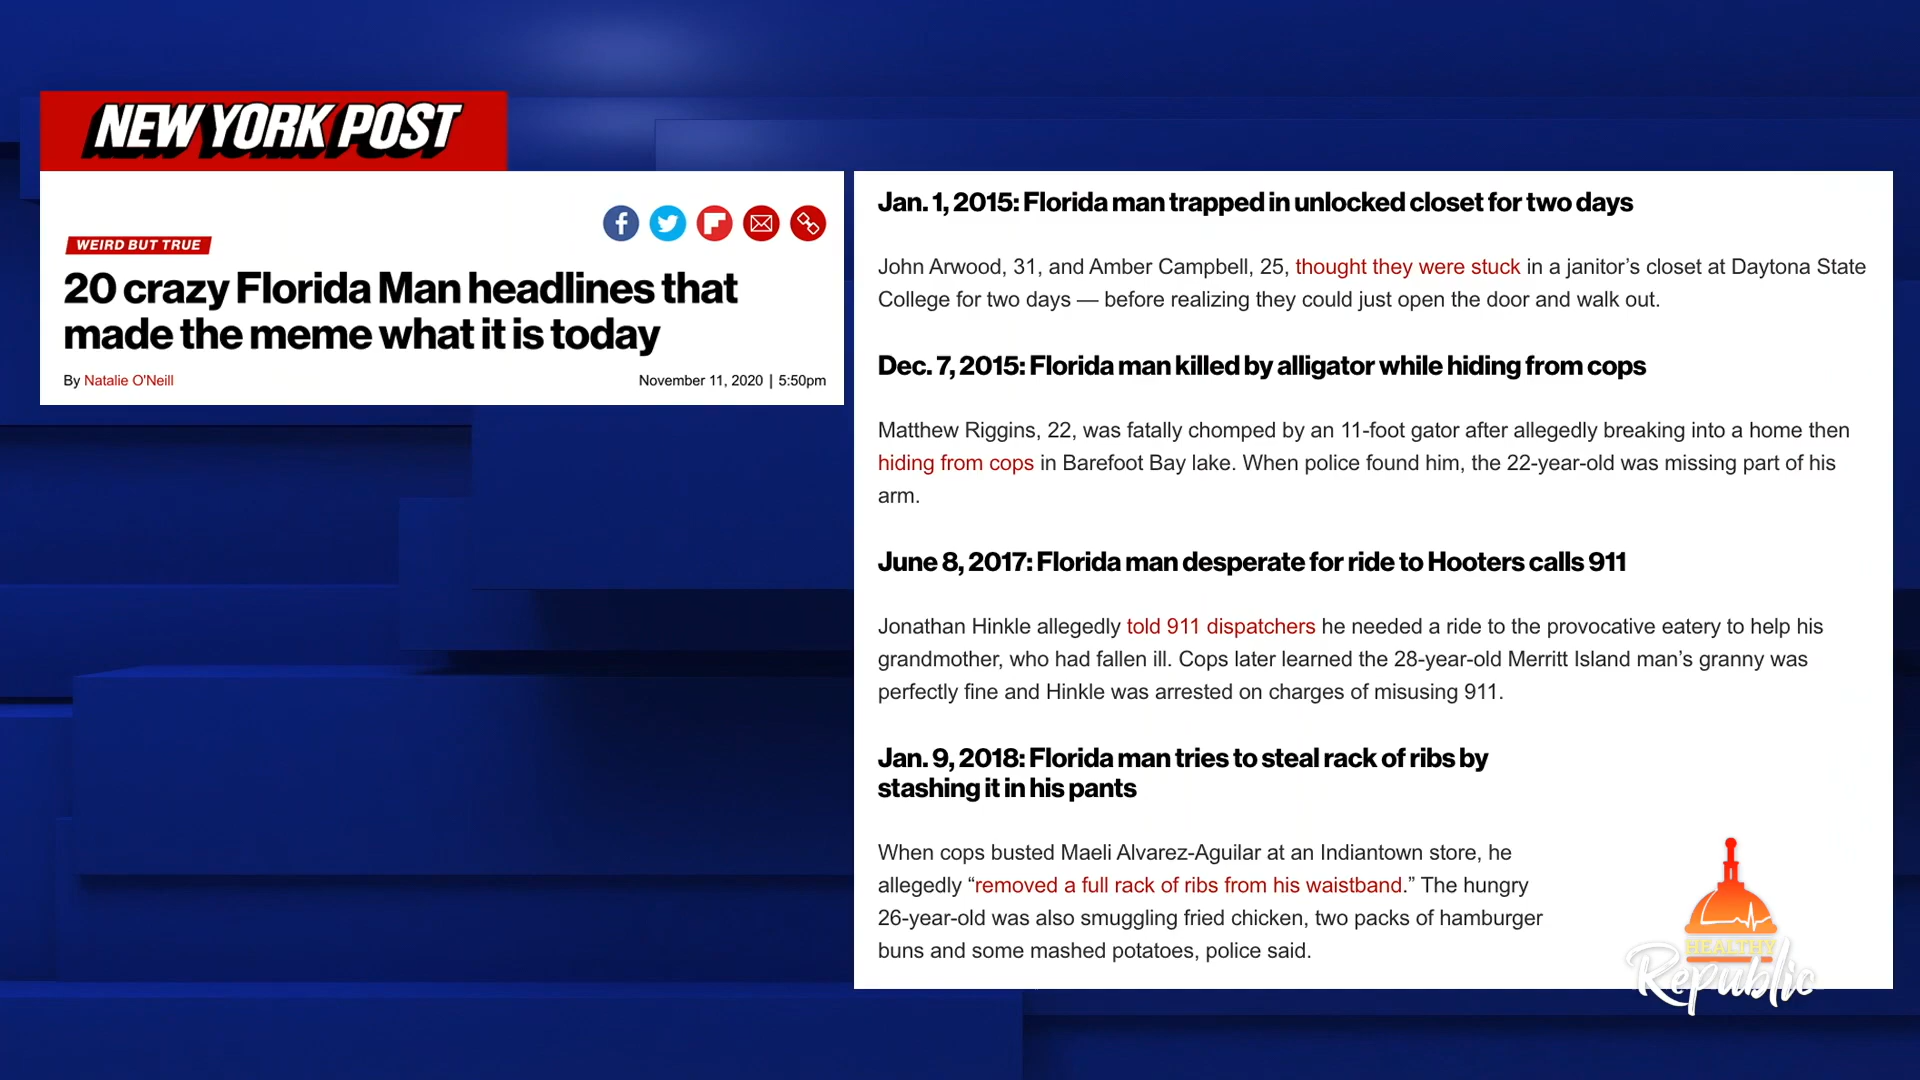 NEW YORK POST
WEIRD BUT TRUE
20 crazy Florida Man headlines that
made the meme what it is today
By Natalie O'Neill
November 11, 2020 | 5:50pm
Jan. 1, 2015: Florida man trapped in unlocked closet for two days
John Arwood, 31, and Amber Campbell, 25, thought they were stuck in a janitor’s closet at Daytona State
College for two days — before realizing they could just open the door and walk out.
Dec. 7, 2015: Florida man killed by alligator while hiding from cops
Matthew Riggins, 22, was fatally chomped by an 11-foot gator after allegedly breaking into a home then
hiding from cops in Barefoot Bay lake. When police found him, the 22-year-old was missing part of his
arm.
June 8, 2017: Florida man desperate for ride to Hooters calls 911
Jonathan Hinkle allegedly told 911 dispatchers he needed a ride to the provocative eatery to help his
grandmother, who had fallen ill. Cops later learned the 28-year-old Merritt Island man’s granny was
perfectly fine and Hinkle was arrested on charges of misusing 911.
Jan. 9, 2018: Florida man tries to steal rack of ribs by
stashing it in his pants
When cops busted Maeli Alvarez-Aguilar at an Indiantown store, he
allegedly “removed a full rack of ribs from his waistband.” The hungry
26-year-old was also smuggling fried chicken, two packs of hamburger
buns and some mashed potatoes, police said.
HEALTHY
Republic